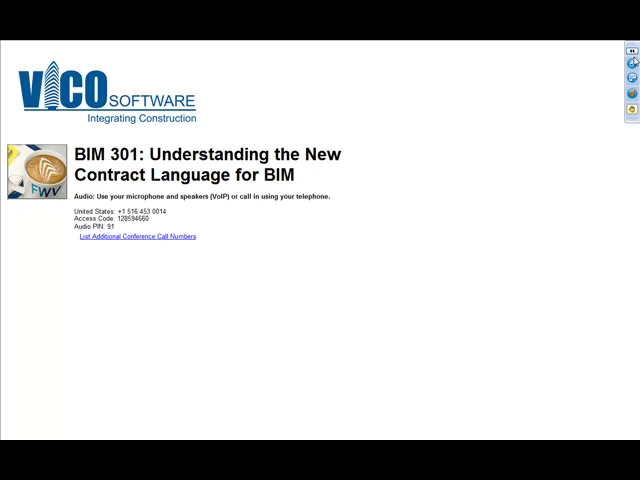 VICO SOFTWARE
Integrating Construction
FWV
BIM 301: Understanding the New
Contract Language for BIM
Audio: Use your microphone and speakers (VoIP) or call in using your telephone.
United States: +1 516 453 0014
Access Code: 128594660
Audio PIN: 91
List Additional Conference Call Numbers